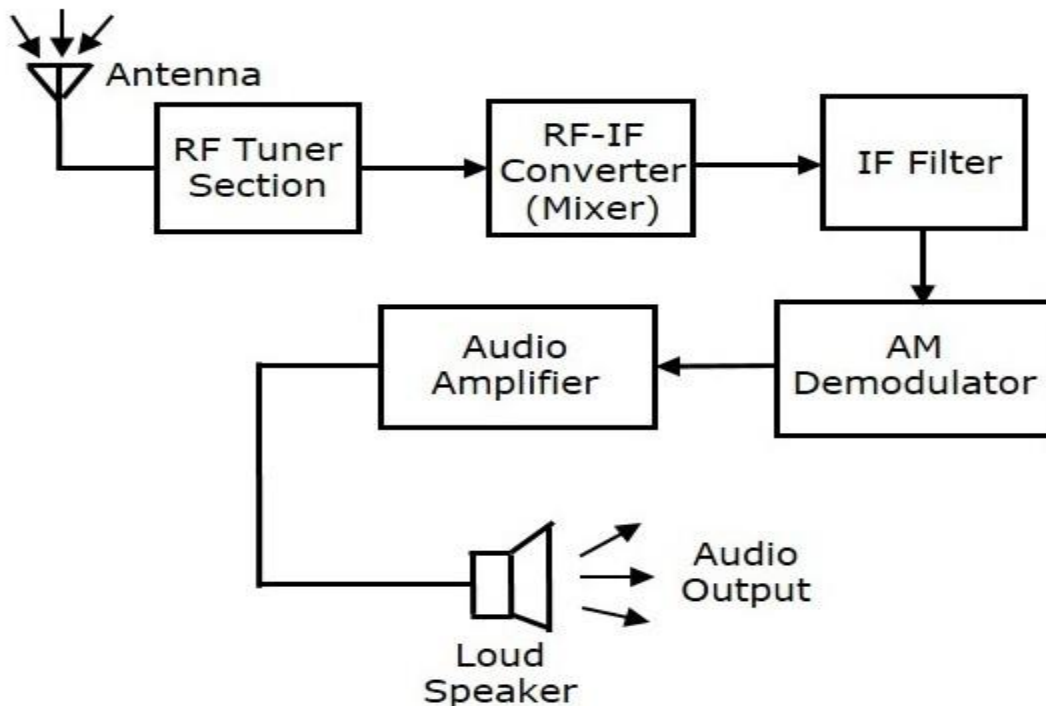 Antenna
RF Tuner
Section
RF-IF
Converter
(Mixer)
IF Filter
AM
Demodulator
Audio
Amplifier
Loud
Speaker
Audio
Output